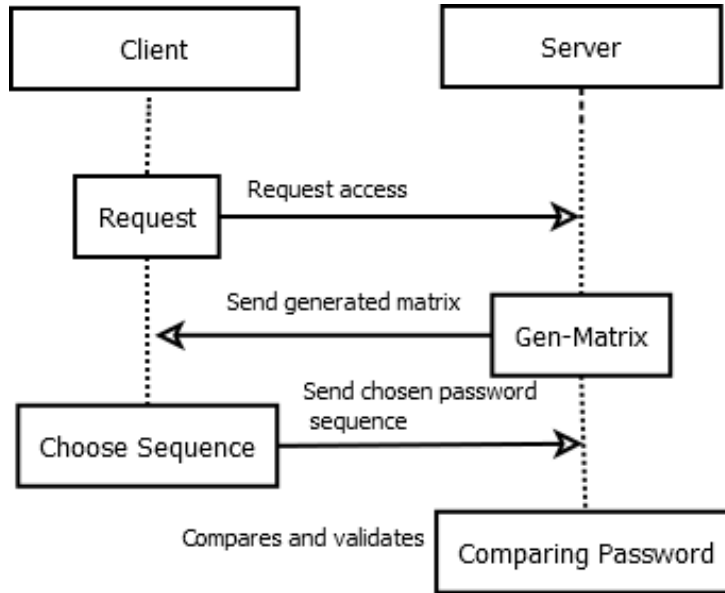 Client
Server
Request access
Request
Send generated matrix
Gen-Matrix
Send chosen password
sequence
Choose Sequence
Compares and validates
Comparing Password